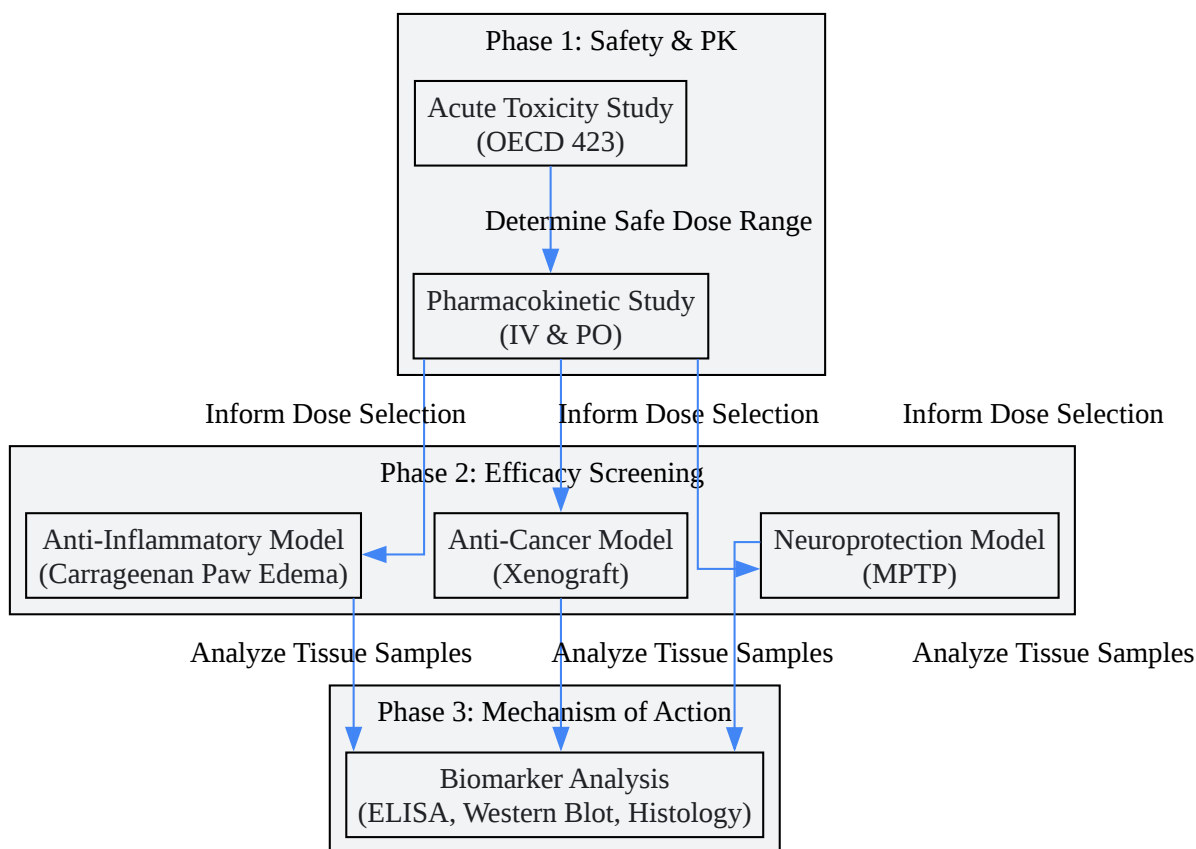 Phase 1: Safety & PK
Acute Toxicity Study
(OECD 423)
Determine Safe Dose Range
Pharmacokinetic Study
(IV & PO)
Inform Dose Selection
Inform Dose Selection
Inform Dose Selection
Phase 2: Efficacy Screening
Anti-Inflammatory Model
(Carrageenan Paw Edema)
Anti-Cancer Model
(Xenograft)
Neuroprotection Model
(MPTP)
Analyze Tissue Samples
Analyze Tissue Samples
Analyze Tissue Samples
Phase 3: Mechanism of Action
Biomarker Analysis
(ELISA, Western Blot, Histology)